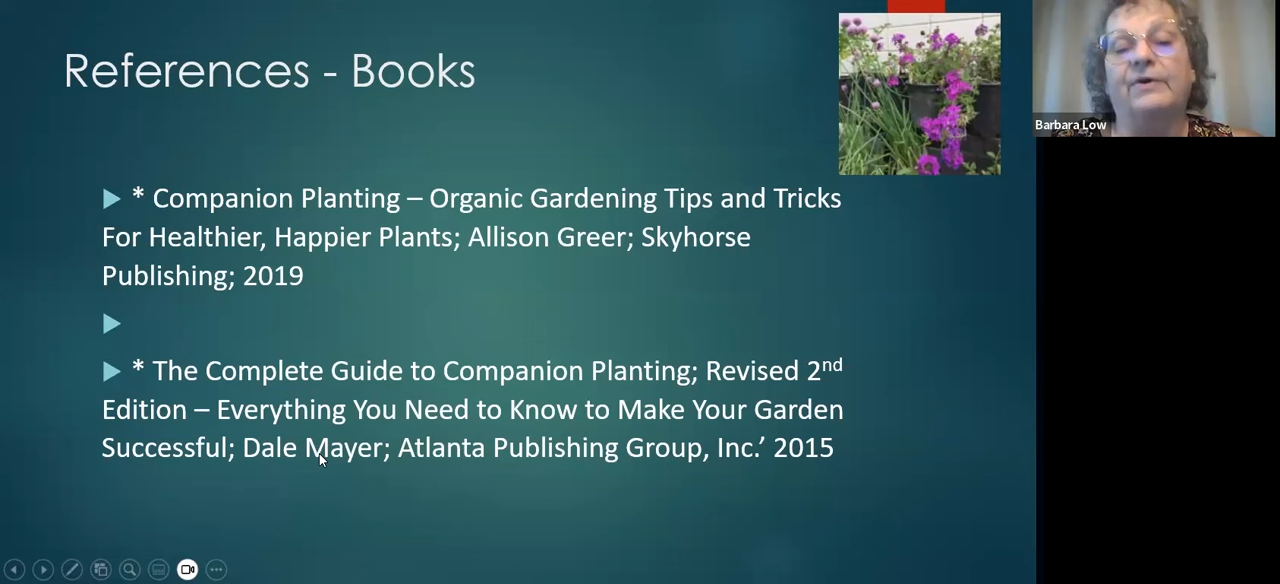 References - Books
Barbara Low
* Companion Planting – Organic Gardening Tips and Tricks
For Healthier, Happier Plants; Allison Greer; Skyhorse
Publishing; 2019
* The Complete Guide to Companion Planting; Revised 2nd
Edition – Everything You Need to Know to Make Your Garden
Successful; Dale Mayer; Atlanta Publishing Group, Inc.’ 2015